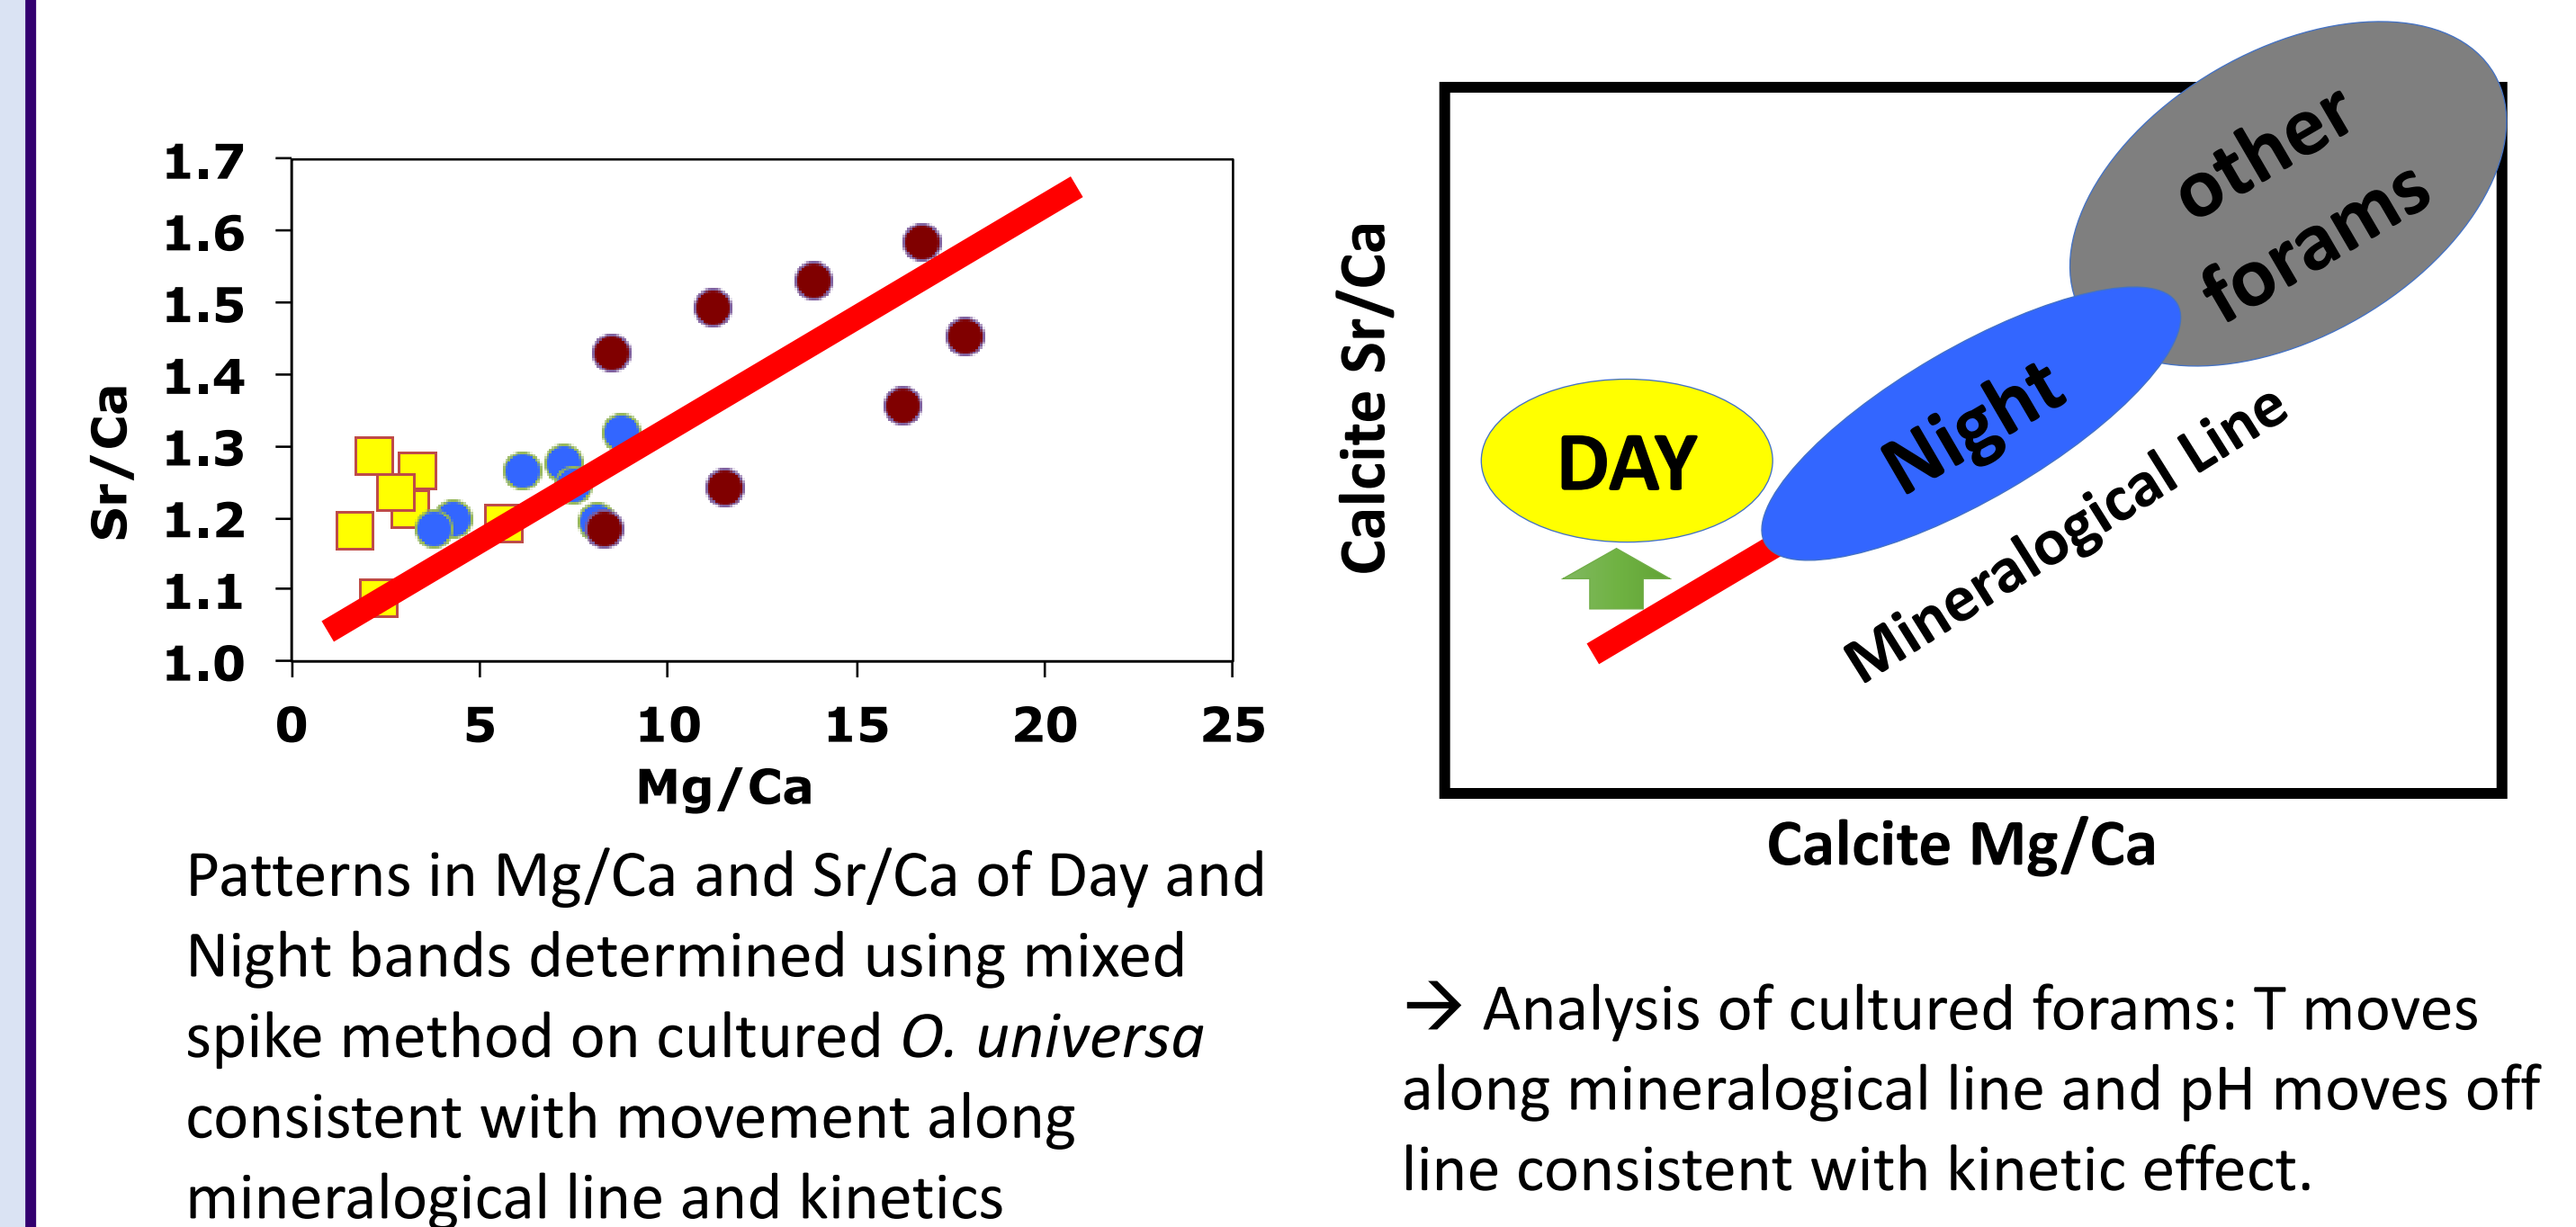 1.7
1.6
1.5
1.4
1.3
1.2
1.1
1.0
Sr/Ca
0 5 10 15 20 25
Mg/Ca
Patterns in Mg/Ca and Sr/Ca of Day and
Night bands determined using mixed
spike method on cultured O. universa
consistent with movement along
mineralogical line and kinetics
other
forams
Night
DAY
Mineralogical Line
Calcite Sr/Ca
Calcite Mg/Ca
→ Analysis of cultured forams: T moves
along mineralogical line and pH moves off
line consistent with kinetic effect.